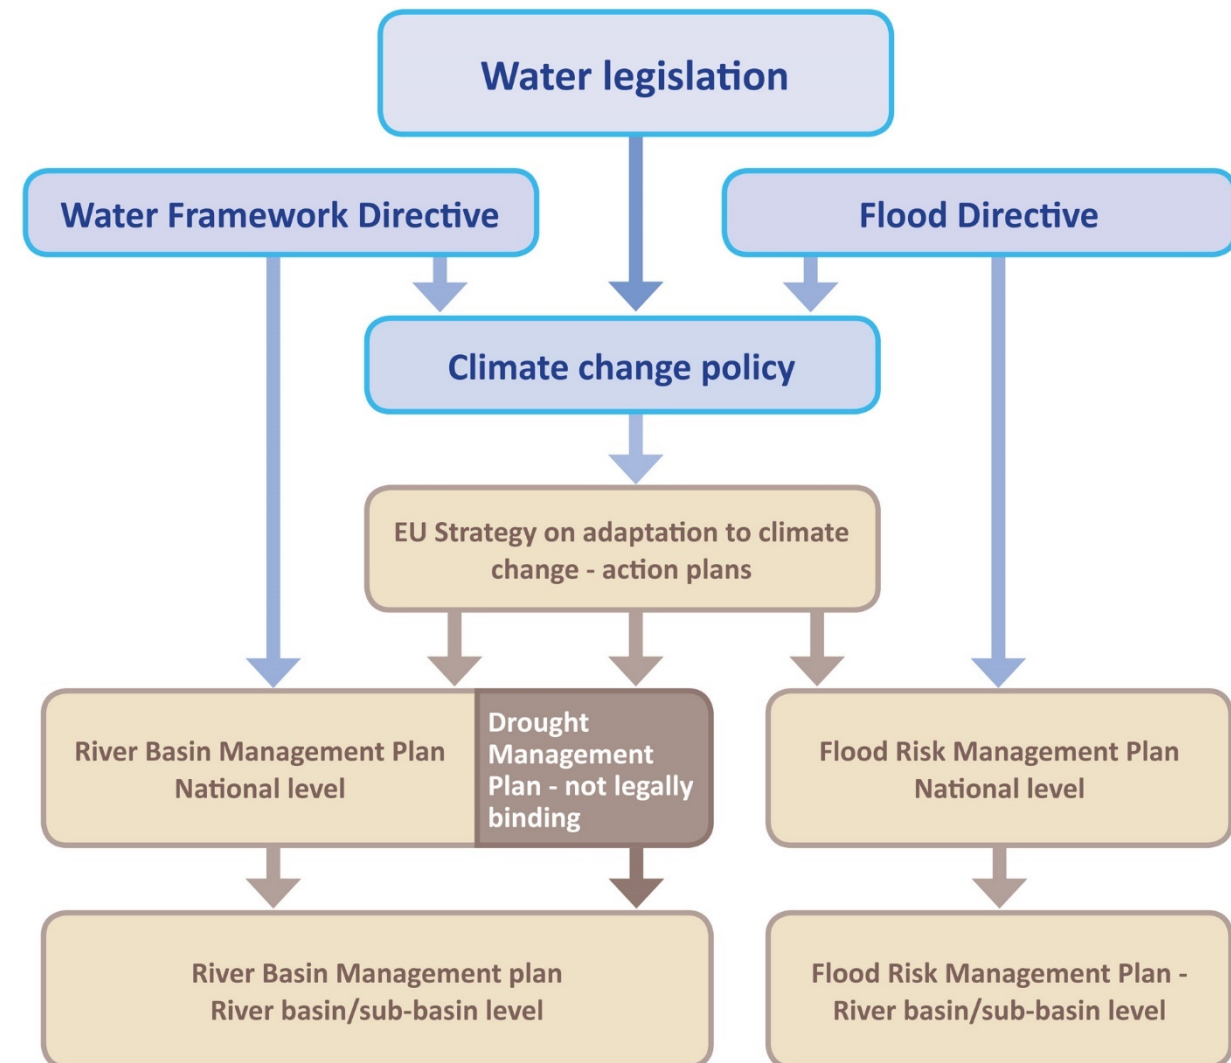 Water legislation
Water Framework Directive
Flood Directive
Climate change policy
EU Strategy on adaptation to climate
change - action plans
River Basin Management Plan
National level
Drought
Management
Plan - not legally
binding
Flood Risk Management Plan
National level
River Basin Management plan
River basin/sub-basin level
Flood Risk Management Plan -
River basin/sub-basin level